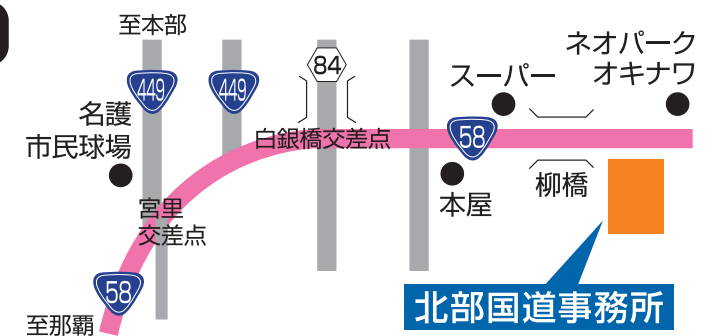 至本部
449
449
84
ネオパーク
オキナワ
スーパー
名護
市民球場
白銀橋交差点
58
本屋
柳橋
宮里
交差点
58
北部国道事務所
至那覇